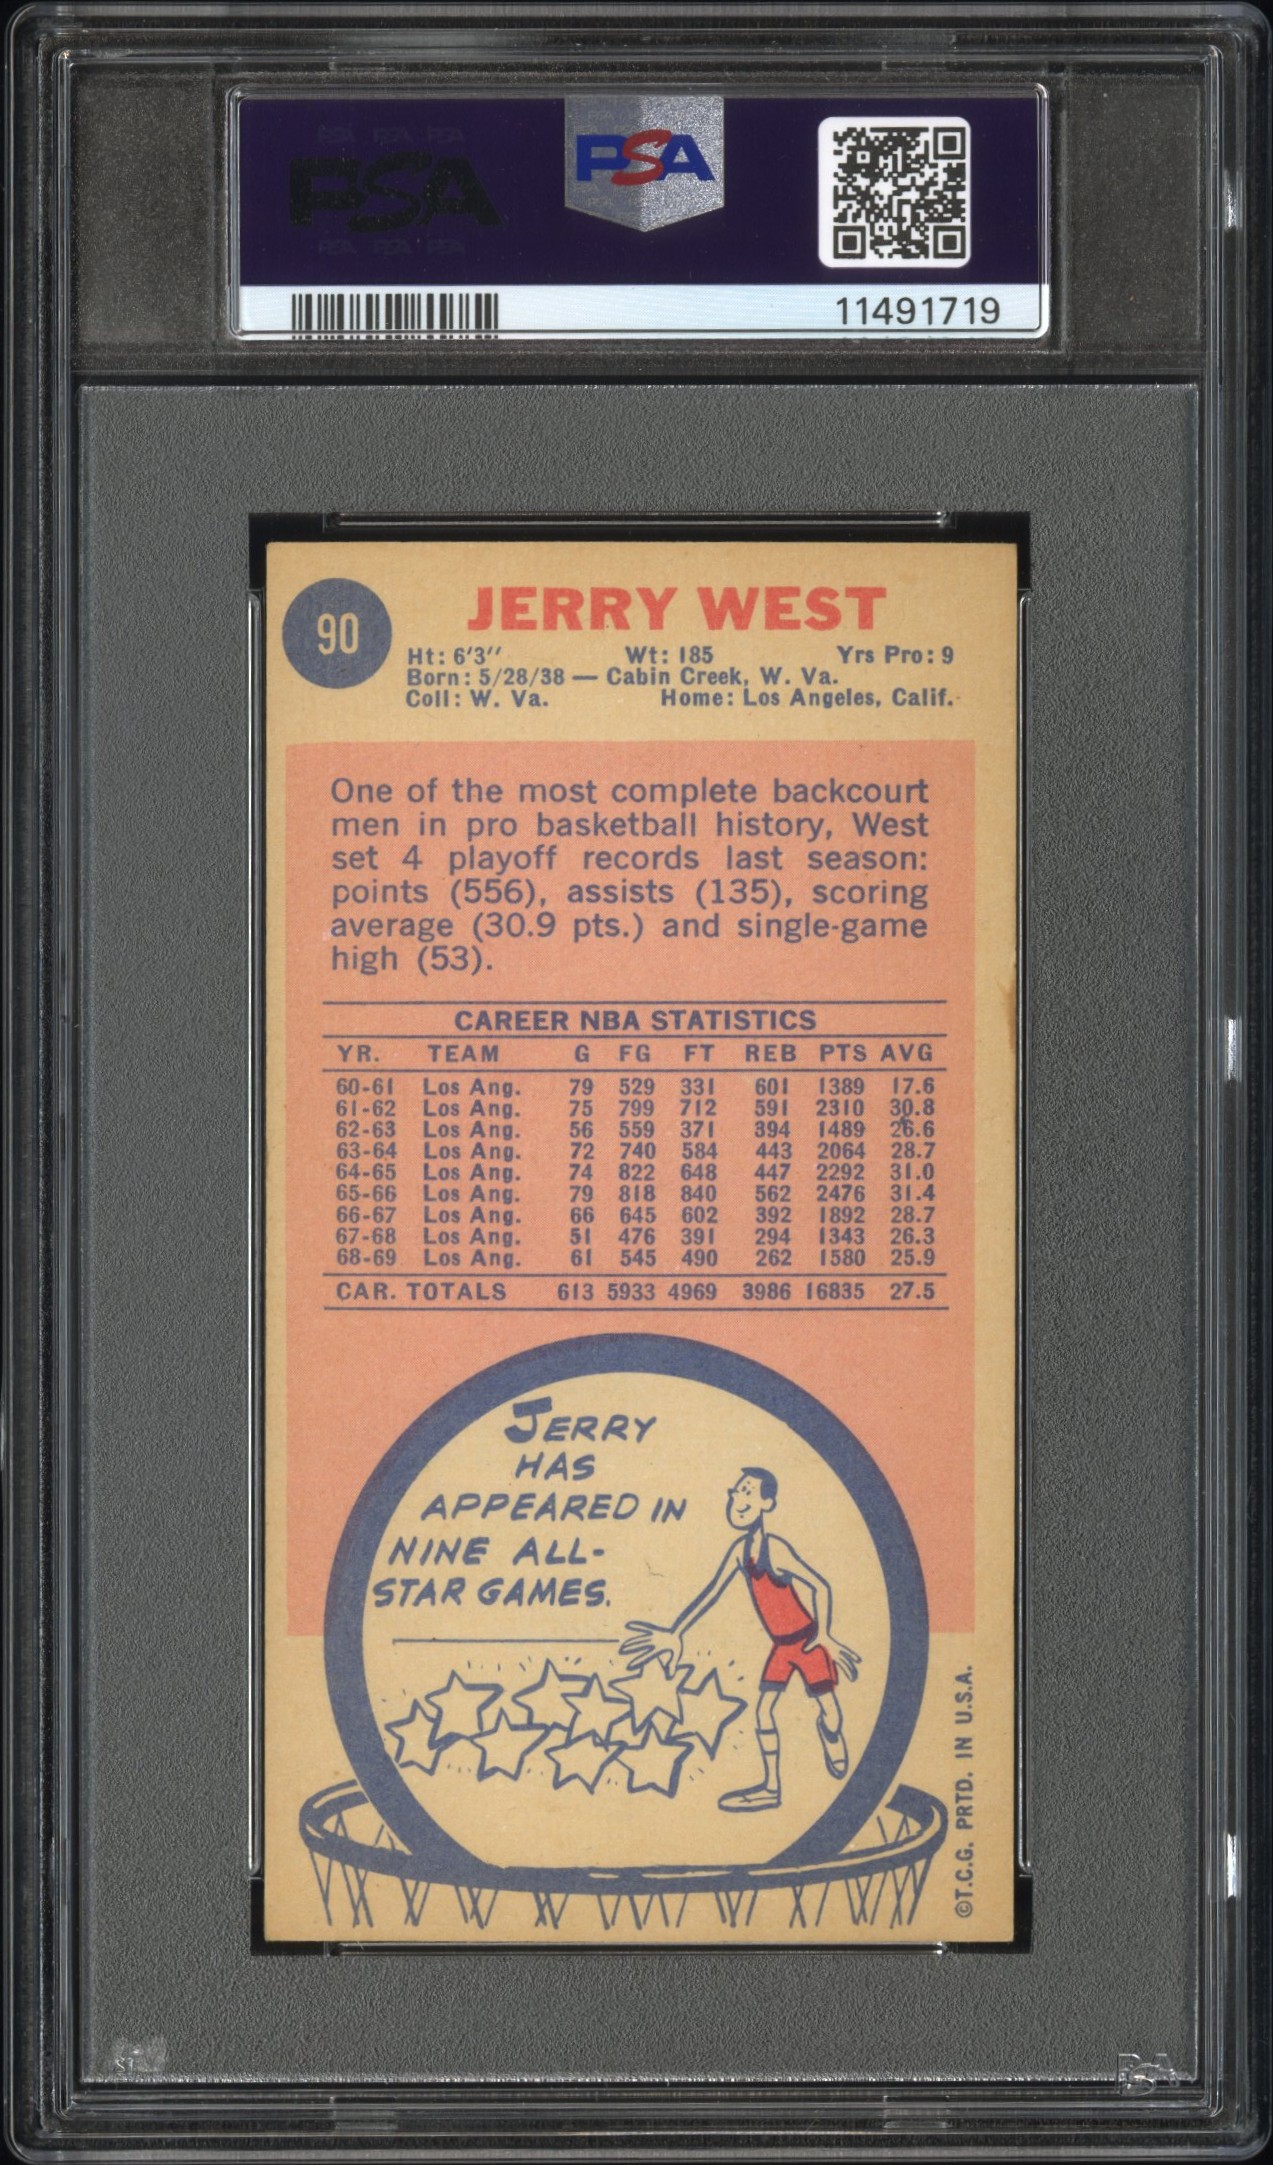 PSA
PSA
11491719
90
JERRY WEST
Ht: 6'3'' Wt: 185 Yrs Pro: 9
Born: 5/28/38 — Cabin Creek, W. Va.
Coll: W. Va. Home: Los Angeles, Calif.
One of the most complete backcourt
men in pro basketball history, West
set 4 playoff records last season:
points (556), assists (135), scoring
average (30.9 pts.) and single-game
high (53).
CAREER NBA STATISTICS
YR. TEAM G FG FT REB PTS AVG
60-61 Los Ang. 79 529 331 601 1389 17.6
61-62 Los Ang. 75 799 712 591 2310 30.8
62-63 Los Ang. 56 559 371 394 1489 26.6
63-64 Los Ang. 72 740 584 443 2064 28.7
64-65 Los Ang. 74 822 648 447 2292 31.0
65-66 Los Ang. 79 818 840 562 2476 31.4
66-67 Los Ang. 66 645 602 392 1892 28.7
67-68 Los Ang. 51 476 391 294 1343 26.3
68-69 Los Ang. 61 545 490 262 1580 25.9
CAR. TOTALS 613 5933 4969 3986 16835 27.5
JERRY
HAS
APPEARED IN
NINE ALL-
STAR GAMES.
©T.C.G. PRTD. IN U.S.A.
PSA